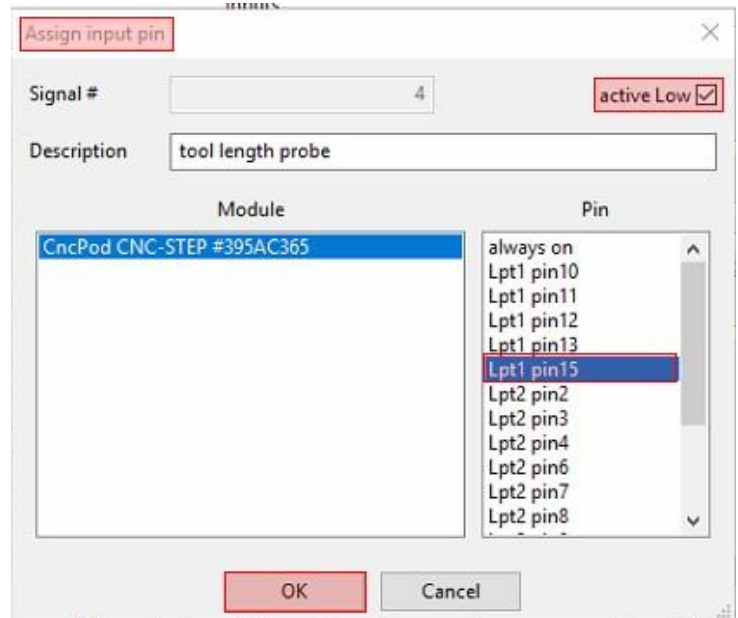 Assign input pin
Signal # 4 active Low
Description tool length probe
Module Pin
CncPod CNC-STEP #395AC365
always on
Lpt1 pin10
Lpt1 pin11
Lpt1 pin12
Lpt1 pin13
Lpt1 pin15
Lpt2 pin2
Lpt2 pin3
Lpt2 pin4
Lpt2 pin6
Lpt2 pin7
Lpt2 pin8
OK Cancel